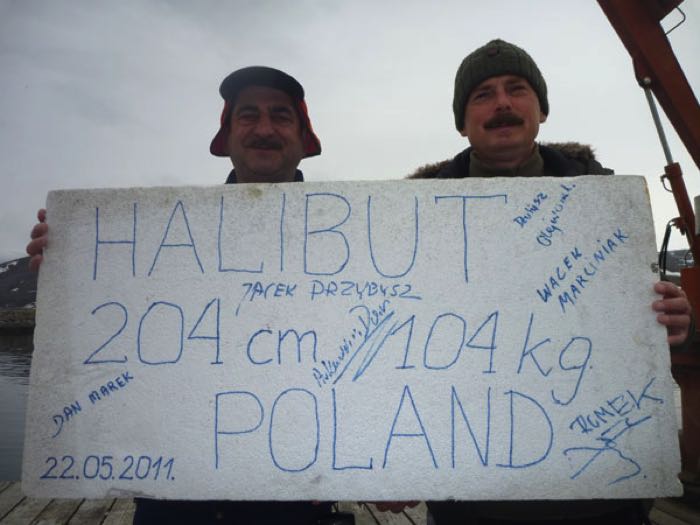 HALIBUT
JACEK PRZYBYSZ
WACEK
MARCINIAK
204 cm / 104 kg.
DAN MAREK
POLAND
ROMEK
22.05.2011.